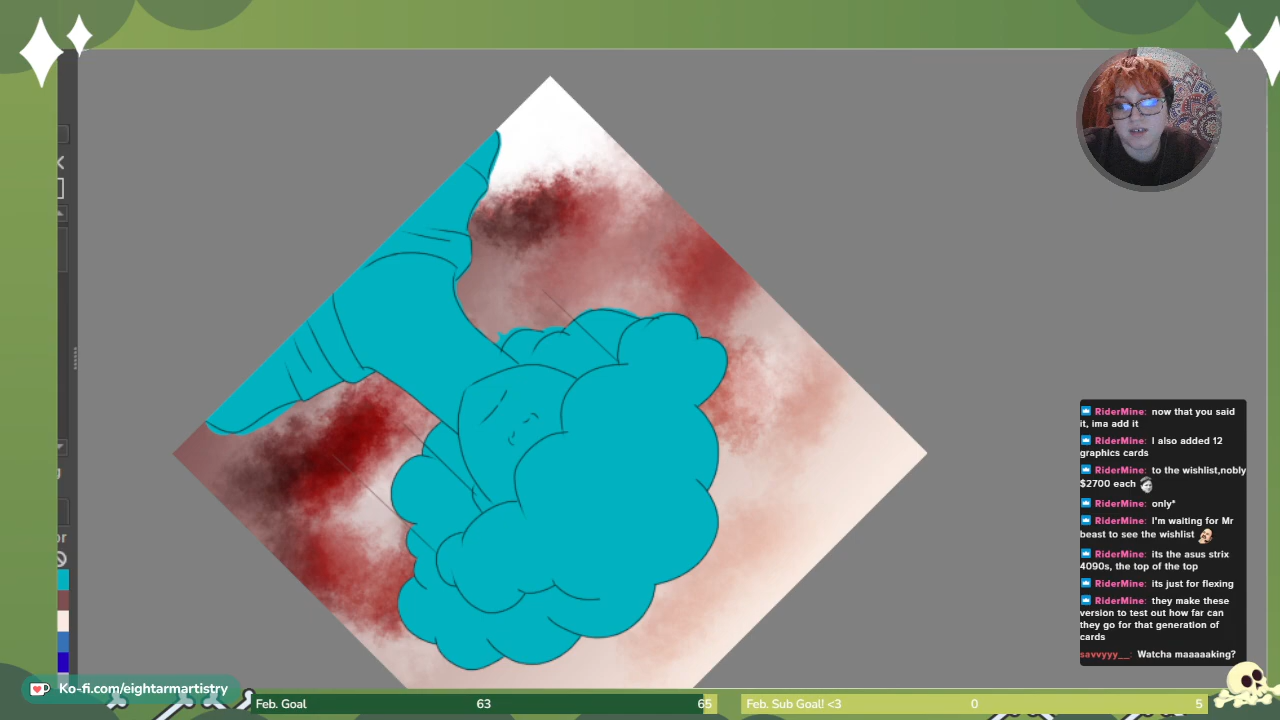 RiderMine: now that you said
it, ima add it
RiderMine: I also added 12
graphics cards
RiderMine: to the wishlist,nobly
$2700 each
RiderMine: only*
RiderMine: I'm waiting for Mr
beast to see the wishlist
RiderMine: its the asus strix
4090s, the top of the top
RiderMine: its just for flexing
RiderMine: they make these
version to test out how far can
they go for that generation of
cards
savvyyy__: Watcha maaaaaking?
or
Ko-fi.com/eightarmartistry
Feb. Goal 63 65 Feb. Sub Goal! <3 0 5